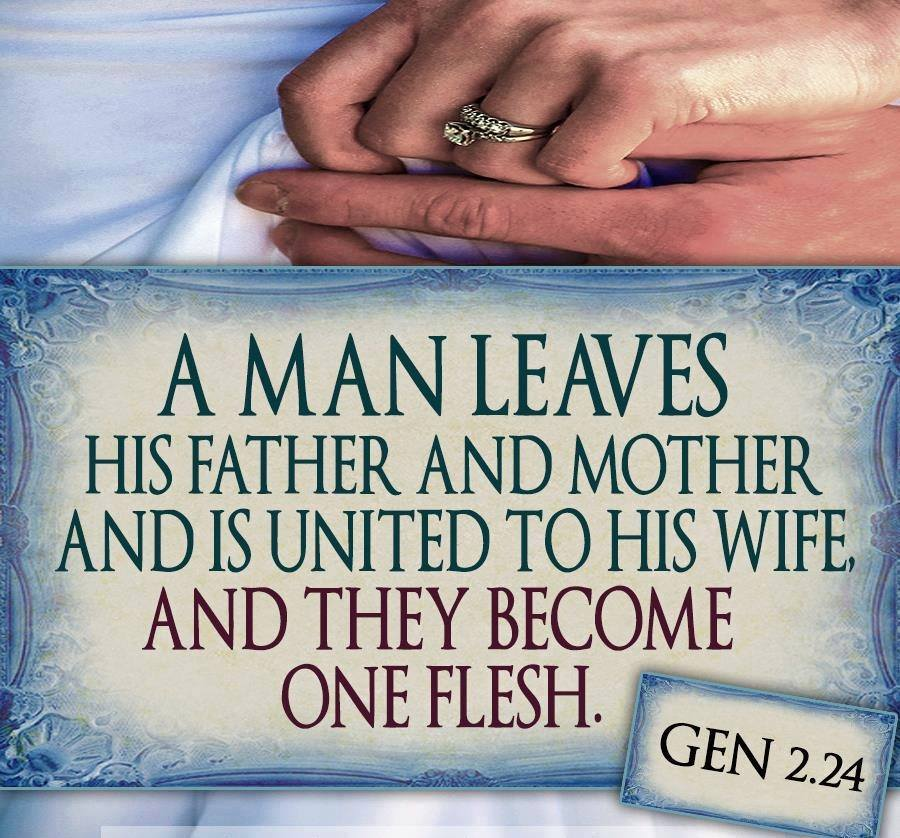 A MAN LEAVES
HIS FATHER AND MOTHER
AND IS UNITED TO HIS WIFE,
AND THEY BECOME
ONE FLESH.
GEN 2.24